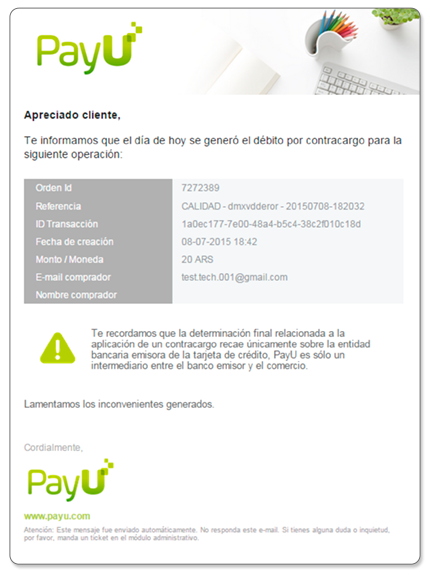 PayU
Apreciado cliente,
Te informamos que el día de hoy se generó el débito por contracargo para la
siguiente operación:
Orden Id 7272389
Referencia CALIDAD - dmxvdderor - 20150708-182032
ID Transacción 1a0ec177-7e00-48a4-b5c4-38c2f010c18d
Fecha de creación 08-07-2015 18:42
Monto / Moneda 20 ARS
E-mail comprador test.tech.001@gmail.com
Nombre comprador
Te recordamos que la determinación final relacionada a la
aplicación de un contracargo recae únicamente sobre la entidad
bancaria emisora de la tarjeta de crédito, PayU es sólo un
intermediario entre el banco emisor y el comercio.
Lamentamos los inconvenientes generados.
Cordialmente,
PayU
www.payu.com
Atención: Este mensaje fue enviado automáticamente. No responda este e-mail. Si tienes alguna duda o inquietud,
por favor, manda un ticket en el módulo administrativo.